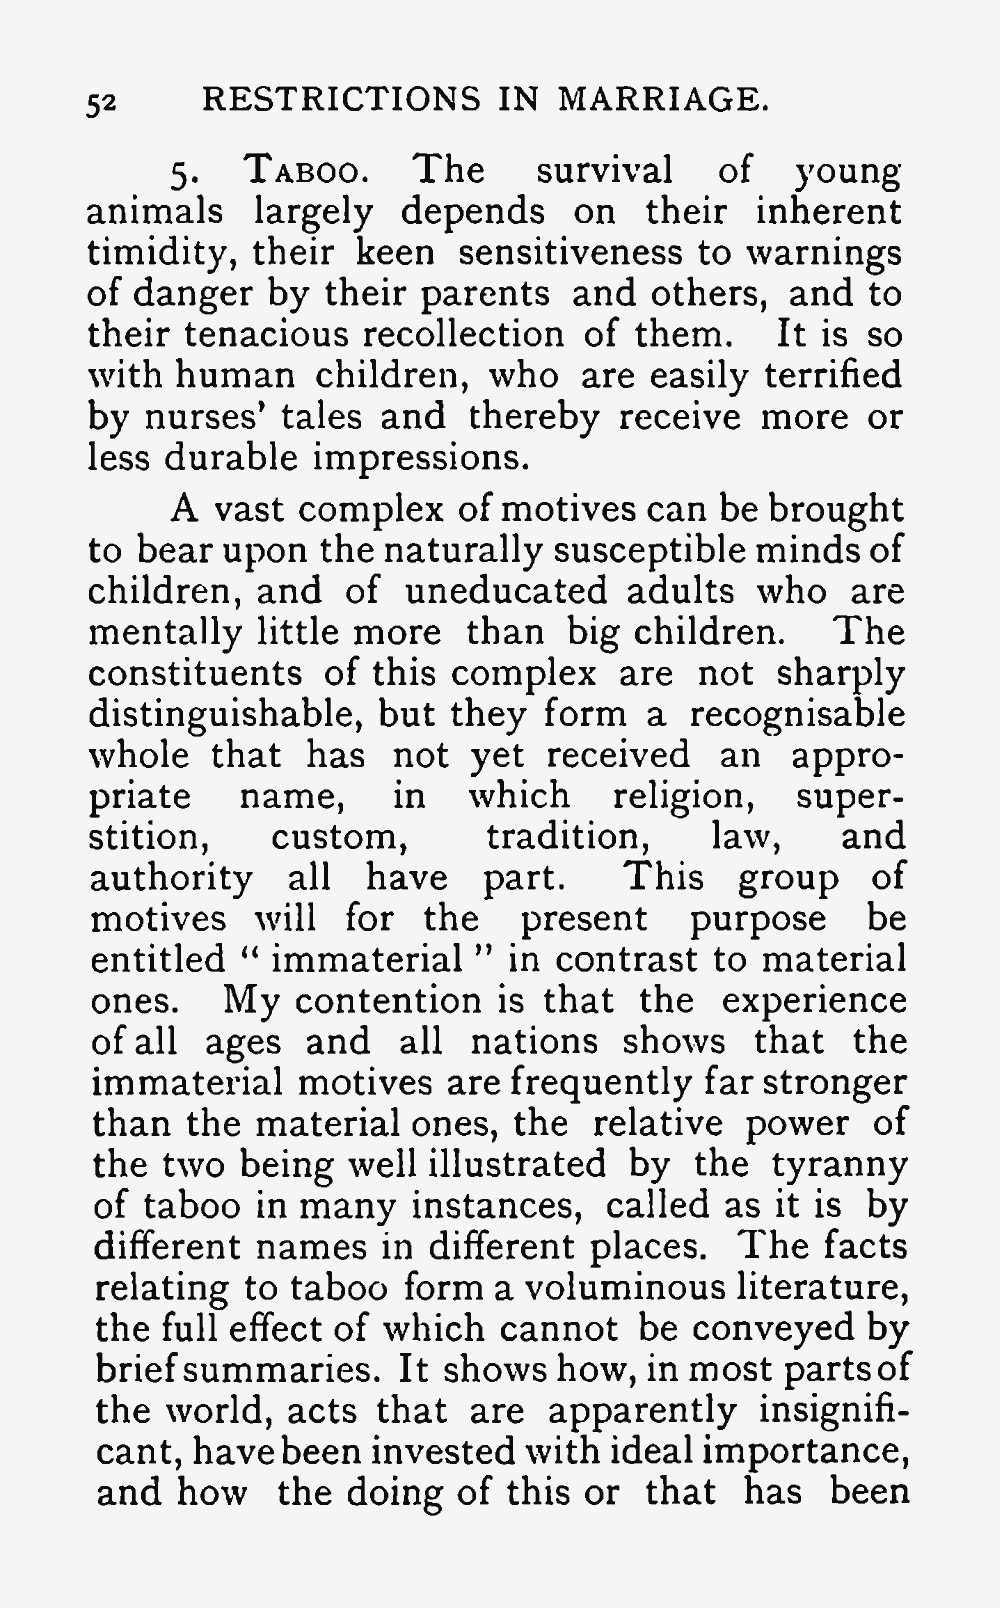 52 RESTRICTIONS IN MARRIAGE.
5. TABOO. The survival of young
animals largely depends on their inherent
timidity, their keen sensitiveness to warnings
of danger by their parents and others, and to
their tenacious recollection of them. It is so
with human children, who are easily terrified
by nurses' tales and thereby receive more or
less durable impressions.
A vast complex of motives can be brought
to bear upon the naturally susceptible minds of
children, and of uneducated adults who are
mentally little more than big children. The
constituents of this complex are not sharply
distinguishable, but they form a recognisable
whole that has not yet received an appro-
priate name, in which religion, super-
stition, custom, tradition, law, and
authority all have part. This group of
motives will for the present purpose be
entitled “ immaterial ” in contrast to material
ones. My contention is that the experience
of all ages and all nations shows that the
immaterial motives are frequently far stronger
than the material ones, the relative power of
the two being well illustrated by the tyranny
of taboo in many instances, called as it is by
different names in different places. The facts
relating to taboo form a voluminous literature,
the full effect of which cannot be conveyed by
brief summaries. It shows how, in most parts of
the world, acts that are apparently insignifi-
cant, have been invested with ideal importance,
and how the doing of this or that has been